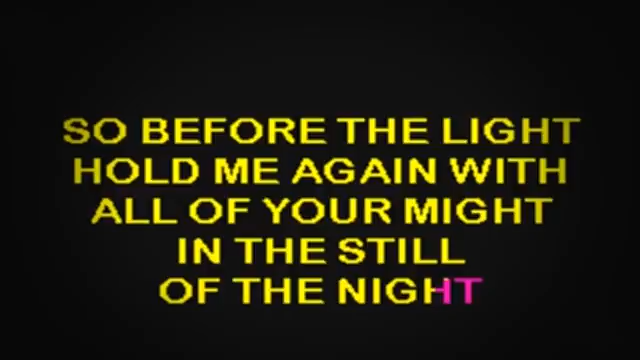 SO BEFORE THE LIGHT
HOLD ME AGAIN WITH
ALL OF YOUR MIGHT
IN THE STILL
OF THE NIGHT